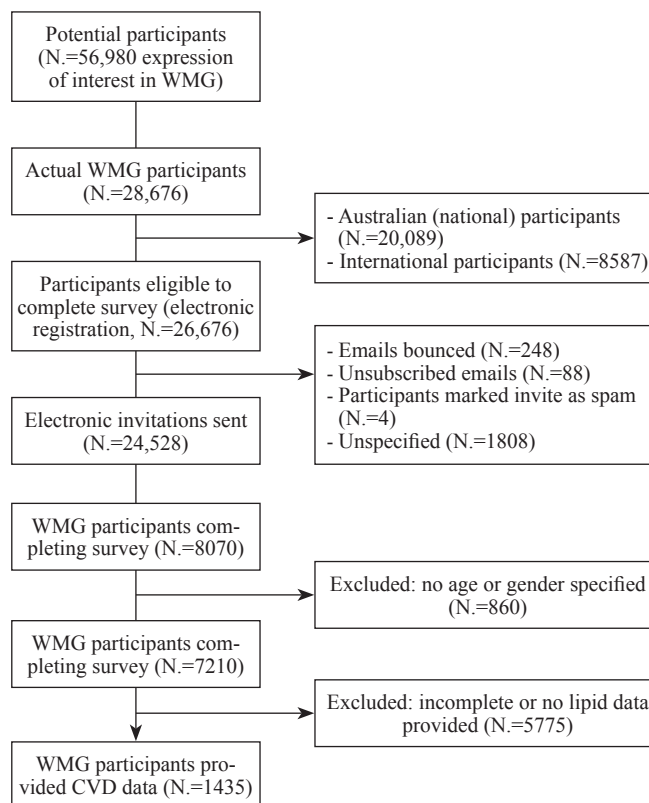 Potential participants
(N.=56,980 expression
of interest in WMG)
Actual WMG participants
(N.=28,676)
- Australian (national) participants
(N.=20,089)
- International participants (N.=8587)
Participants eligible to
complete survey (electronic
registration, N.=26,676)
- Emails bounced (N.=248)
- Unsubscribed emails (N.=88)
- Participants marked invite as spam
(N.=4)
- Unspecified (N.=1808)
Electronic invitations sent
(N.=24,528)
WMG participants com-
pleting survey (N.=8070)
Excluded: no age or gender specified
(N.=860)
WMG participants com-
pleting survey (N.=7210)
Excluded: incomplete or no lipid data
provided (N.=5775)
WMG participants pro-
vided CVD data (N.=1435)